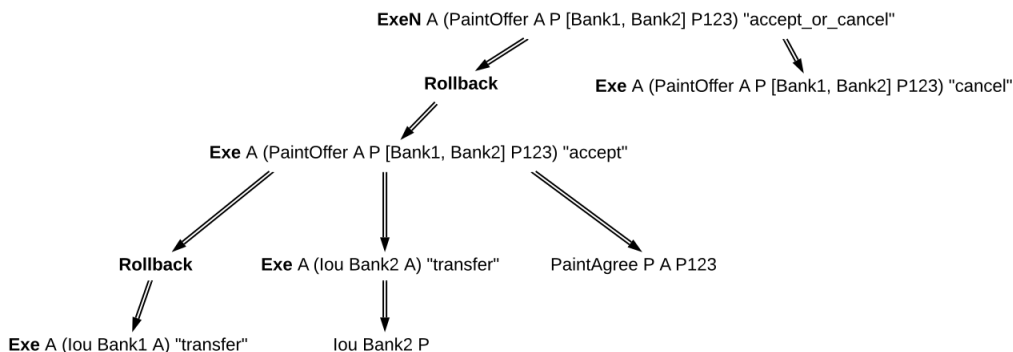 ExeN A (PaintOffer A P [Bank1, Bank2] P123) "accept_or_cancel"
Rollback
Exe A (PaintOffer A P [Bank1, Bank2] P123) "cancel"
Exe A (PaintOffer A P [Bank1, Bank2] P123) "accept"
Rollback
Exe A (Iou Bank2 A) "transfer"
PaintAgree P A P123
Exe A (Iou Bank1 A) "transfer"
Iou Bank2 P